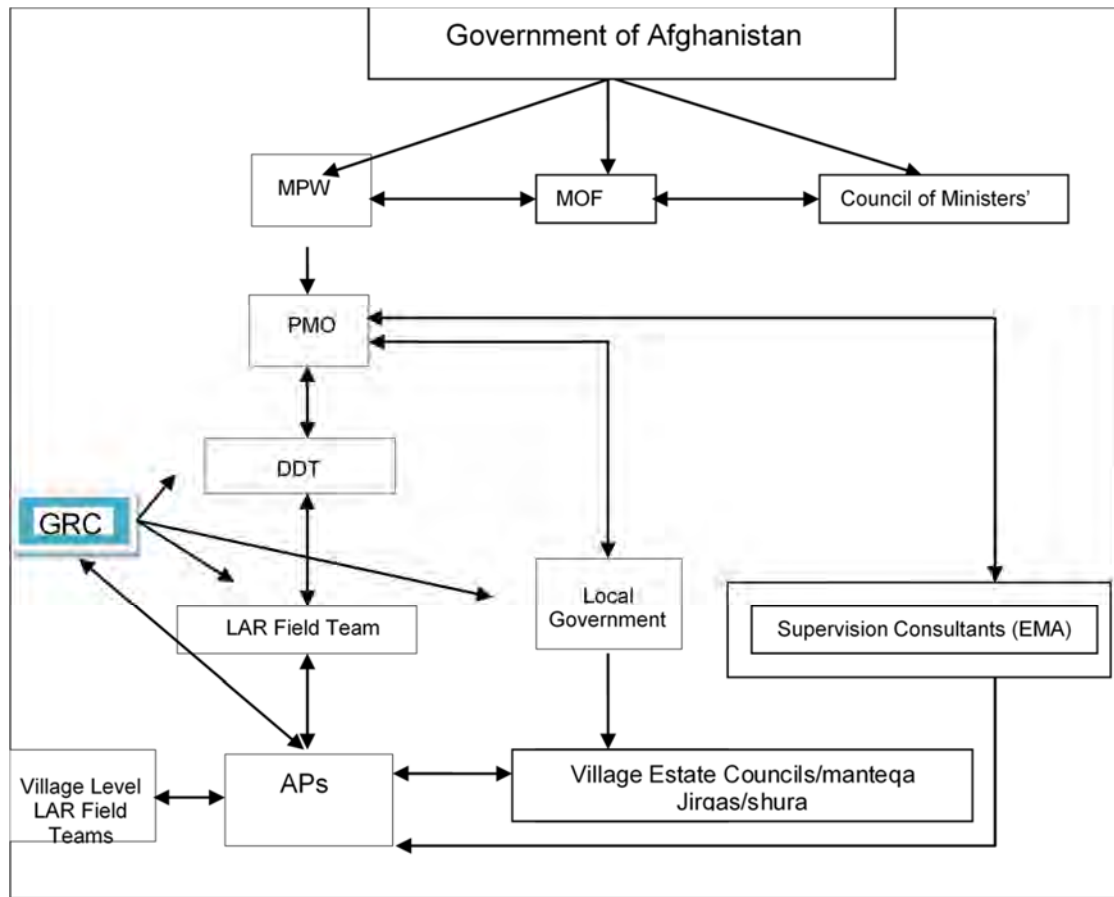 Government of Afghanistan
MPW
MOF
Council of Ministers'
PMO
DDT
GRC
LAR Field Team
Local
Government
Supervision Consultants (EMA)
Village Level
LAR Field
Teams
APs
Village Estate Councils/manteqa
Jirgas/shura